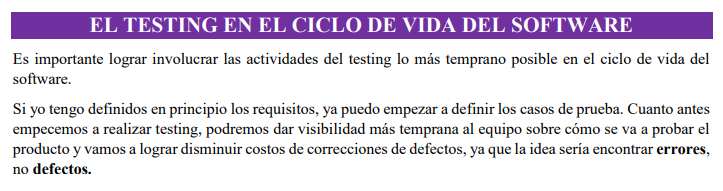 EL TESTING EN EL CICLO DE VIDA DEL SOFTWARE
Es importante lograr involucrar las actividades del testing lo más temprano posible en el ciclo de vida del
software.
Si yo tengo definidos en principio los requisitos, ya puedo empezar a definir los casos de prueba. Cuanto antes
empecemos a realizar testing, podremos dar visibilidad más temprana al equipo sobre cómo se va a probar el
producto y vamos a lograr disminuir costos de correcciones de defectos, ya que la idea sería encontrar errores,
no defectos.